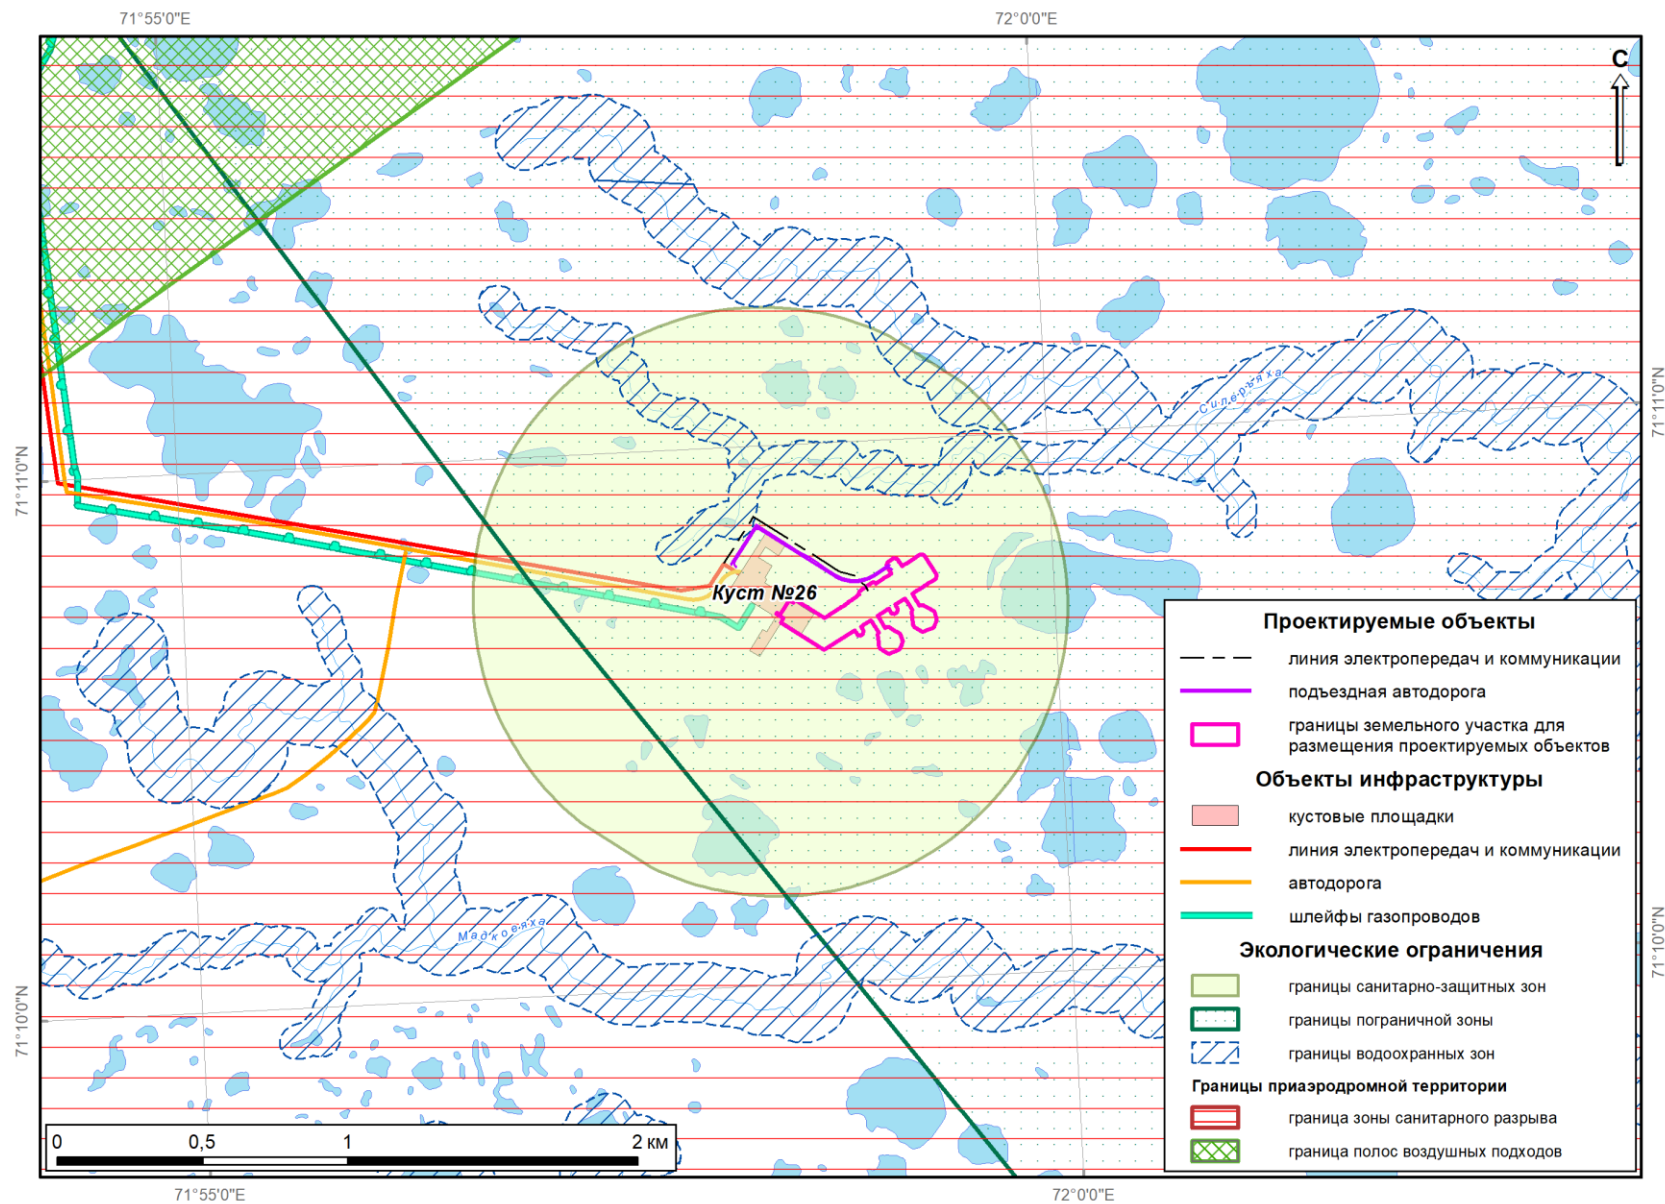 71°55'0"E
72°0'0"E
С
71°11'0"N
71°11'0"N
Силеръяха
Куст №26
Мадковяха
71°10'0"N
71°10'0"N
Проектируемые объекты
линия электропередач и коммуникации
подъездная автодорога
границы земельного участка для
размещения проектируемых объектов
Объекты инфраструктуры
кустовые площадки
линия электропередач и коммуникации
автодорога
шлейфы газопроводов
Экологические ограничения
границы санитарно-защитных зон
границы пограничной зоны
границы водоохранных зон
Границы приаэродромной территории
граница зоны санитарного разрыва
граница полос воздушных подходов
0 0,5 1 2 км
71°55'0"E
72°0'0"E